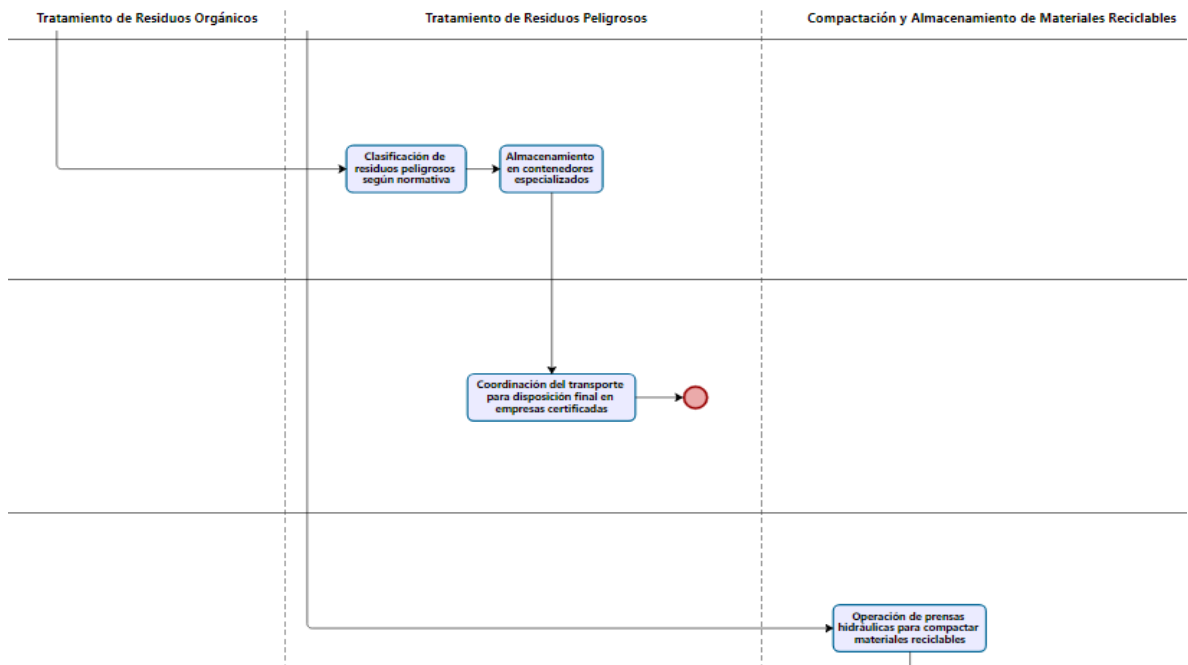 Tratamiento de Residuos Orgánicos
Tratamiento de Residuos Peligrosos
Compactación y Almacenamiento de Materiales Reciclables
Clasificación de
residuos peligrosos
según normativa
Almacenamiento
en contenedores
especializados
Coordinación del transporte
para disposición final en
empresas certificadas
Operación de prensas
hidráulicas para compactar
materiales reciclables